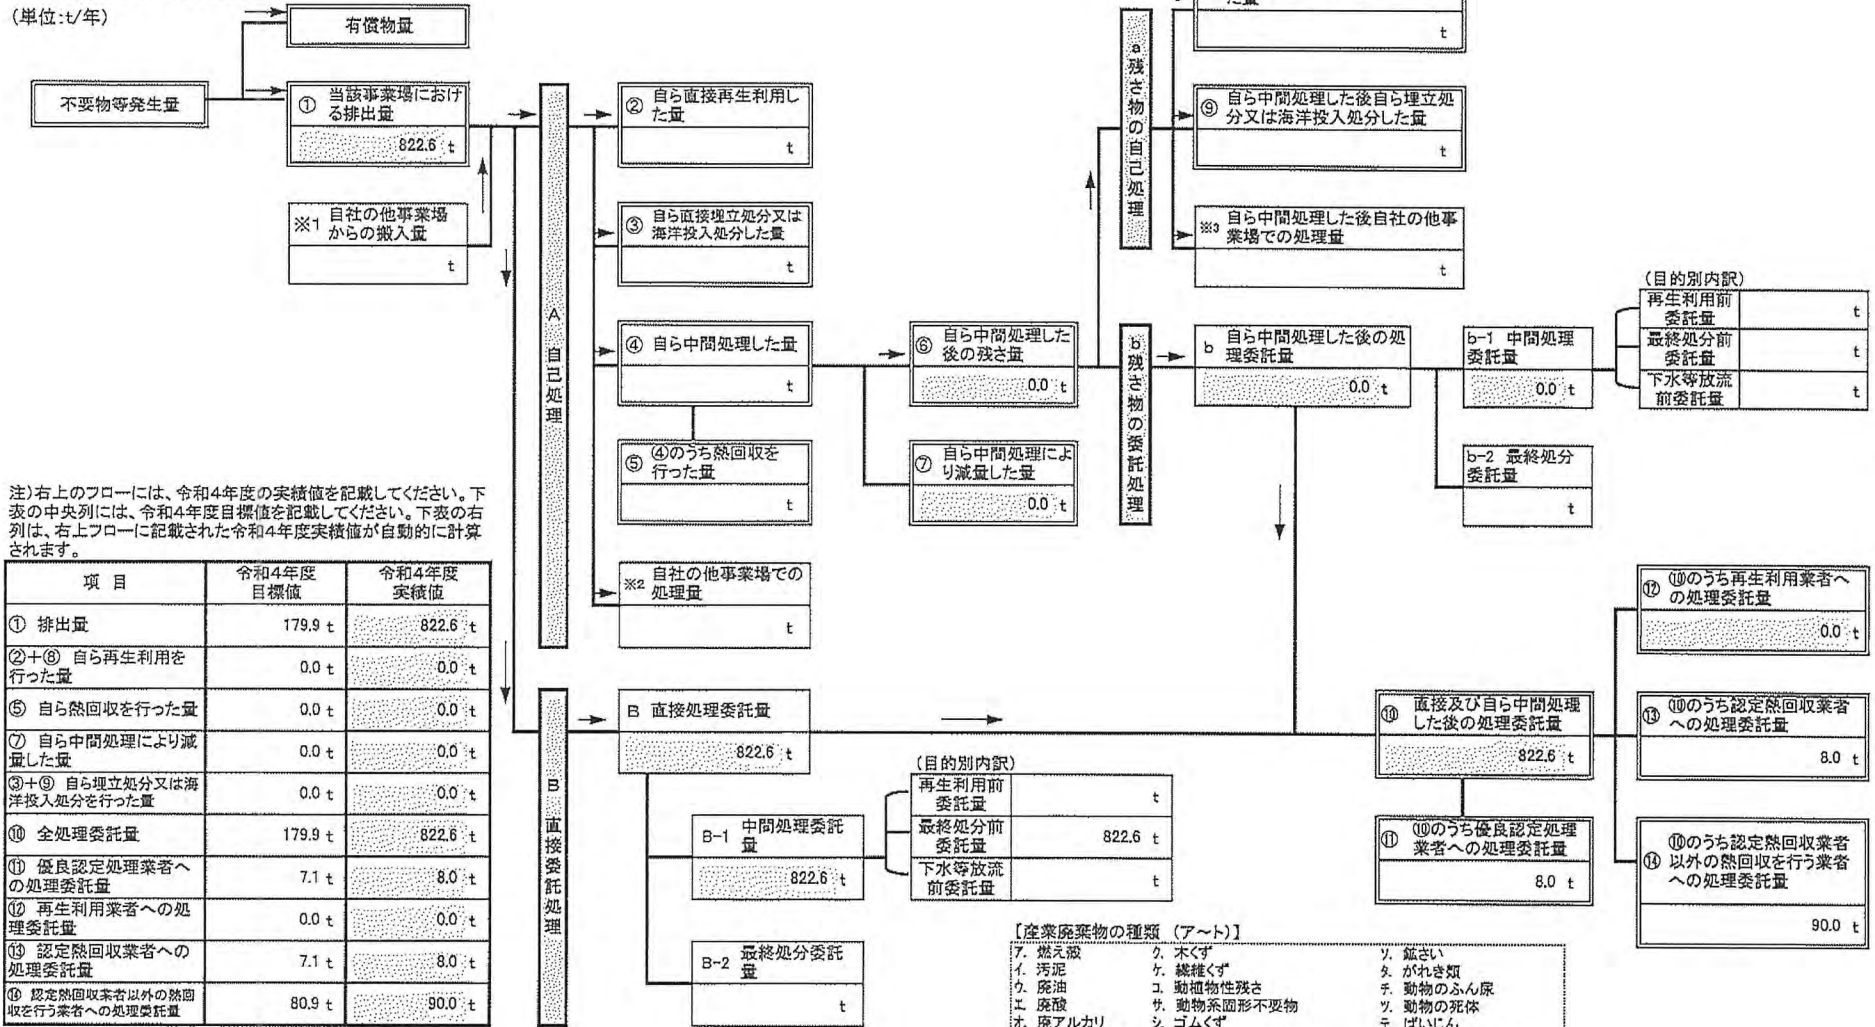 (単位:t/年)
有償物量
不要物等発生量
① 当該事業場におけ
る排出量
822.6 t
※1 自社の他事業場
からの搬入量
t
A 自己処理
② 自ら直接再生利用し
た量
t
③ 自ら直接埋立処分又は
海洋投入処分した量
t
④ 自ら中間処理した量
t
⑤ ④のうち熱回収を
行った量
t
※2 自社の他事業場での
処理量
t
⑥ 自ら中間処理した
後の残さ量
0.0 t
⑦ 自ら中間処理によ
り減量した量
0.0 t
a 残さ物の自己処理
た量
t
⑨ 自ら中間処理した後自ら埋立処
分又は海洋投入処分した量
t
※3 自ら中間処理した後自社の他事
業場での処理量
t
b 残さ物の委託処理
b 自ら中間処理した後の処
理委託量
0.0 t
b-1 中間処理
委託量
0.0 t
(目的別内訳)
再生利用前
委託量 t
最終処分前
委託量 t
下水等放流
前委託量 t
b-2 最終処分
委託量
t
注)右上のフローには、令和4年度の実績値を記載してください。下
表の中央列には、令和4年度目標値を記載してください。下表の右
列は、右上フローに記載された令和4年度実績値が自動的に計算
されます。
項 目 令和4年度 目標値 令和4年度 実績値
① 排出量 179.9 t 822.6 t
②+⑧ 自ら再生利用を
行った量 0.0 t 0.0 t
⑤ 自ら熱回収を行った量 0.0 t 0.0 t
⑦ 自ら中間処理により減
量した量 0.0 t 0.0 t
③+⑨ 自ら埋立処分又は海
洋投入処分を行った量 0.0 t 0.0 t
⑩ 全処理委託量 179.9 t 822.6 t
⑪ 優良認定処理業者へ
の処理委託量 7.1 t 8.0 t
⑫ 再生利用業者への処
理委託量 0.0 t 0.0 t
⑬ 認定熱回収業者への
処理委託量 7.1 t 8.0 t
⑭ 認定熱回収業者以外の熱回
収を行う業者への処理委託量 80.9 t 90.0 t
B 直接委託処理
B 直接処理委託量
822.6 t
B-1 中間処理委託
量
822.6 t
(目的別内訳)
再生利用前
委託量 t
最終処分前
委託量 822.6 t
下水等放流
前委託量 t
B-2 最終処分委託
量
t
⑩ 直接及び自ら中間処理
した後の処理委託量
822.6 t
⑪ ⑩のうち優良認定処理
業者への処理委託量
8.0 t
⑫ ⑩のうち再生利用業者へ
の処理委託量
0.0 t
⑬ ⑩のうち認定熱回収業者
への処理委託量
8.0 t
⑭ ⑩のうち認定熱回収業者
以外の熱回収を行う業者
への処理委託量
90.0 t
【産業廃棄物の種類 (ア～ト)】
ア. 燃え殻 ク. 木くず ソ. 鉱さい
イ. 汚泥 ケ. 繊維くず タ. がれき類
ウ. 廃油 コ. 動植物性残さ チ. 動物のふん尿
エ. 廃酸 サ. 動物系固形不要物 ツ. 動物の死体
オ. 廃アルカリ シ. ゴムくず テ. ばいじん